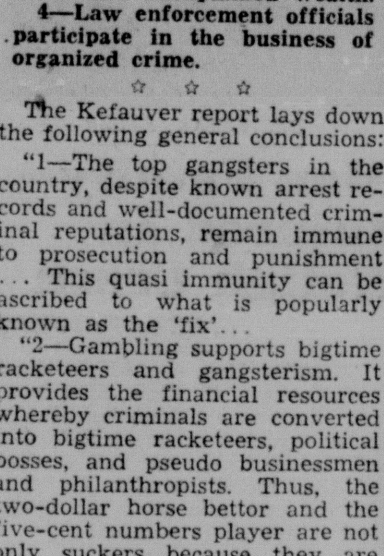 4—Law enforcement officials
participate in the business of
organized crime.
☆ ☆ ☆
The Kefauver report lays down
the following general conclusions:
"1—The top gangsters in the
country, despite known arrest re-
cords and well-documented crim-
inal reputations, remain immune
to prosecution and punishment
... This quasi immunity can be
ascribed to what is popularly
known as the 'fix'...
"2—Gambling supports bigtime
racketeers and gangsterism. It
provides the financial resources
whereby criminals are converted
into bigtime racketeers, political
bosses, and pseudo businessmen
and philanthropists. Thus, the
two-dollar horse bettor and the
five-cent numbers player are not
only suckers because they are